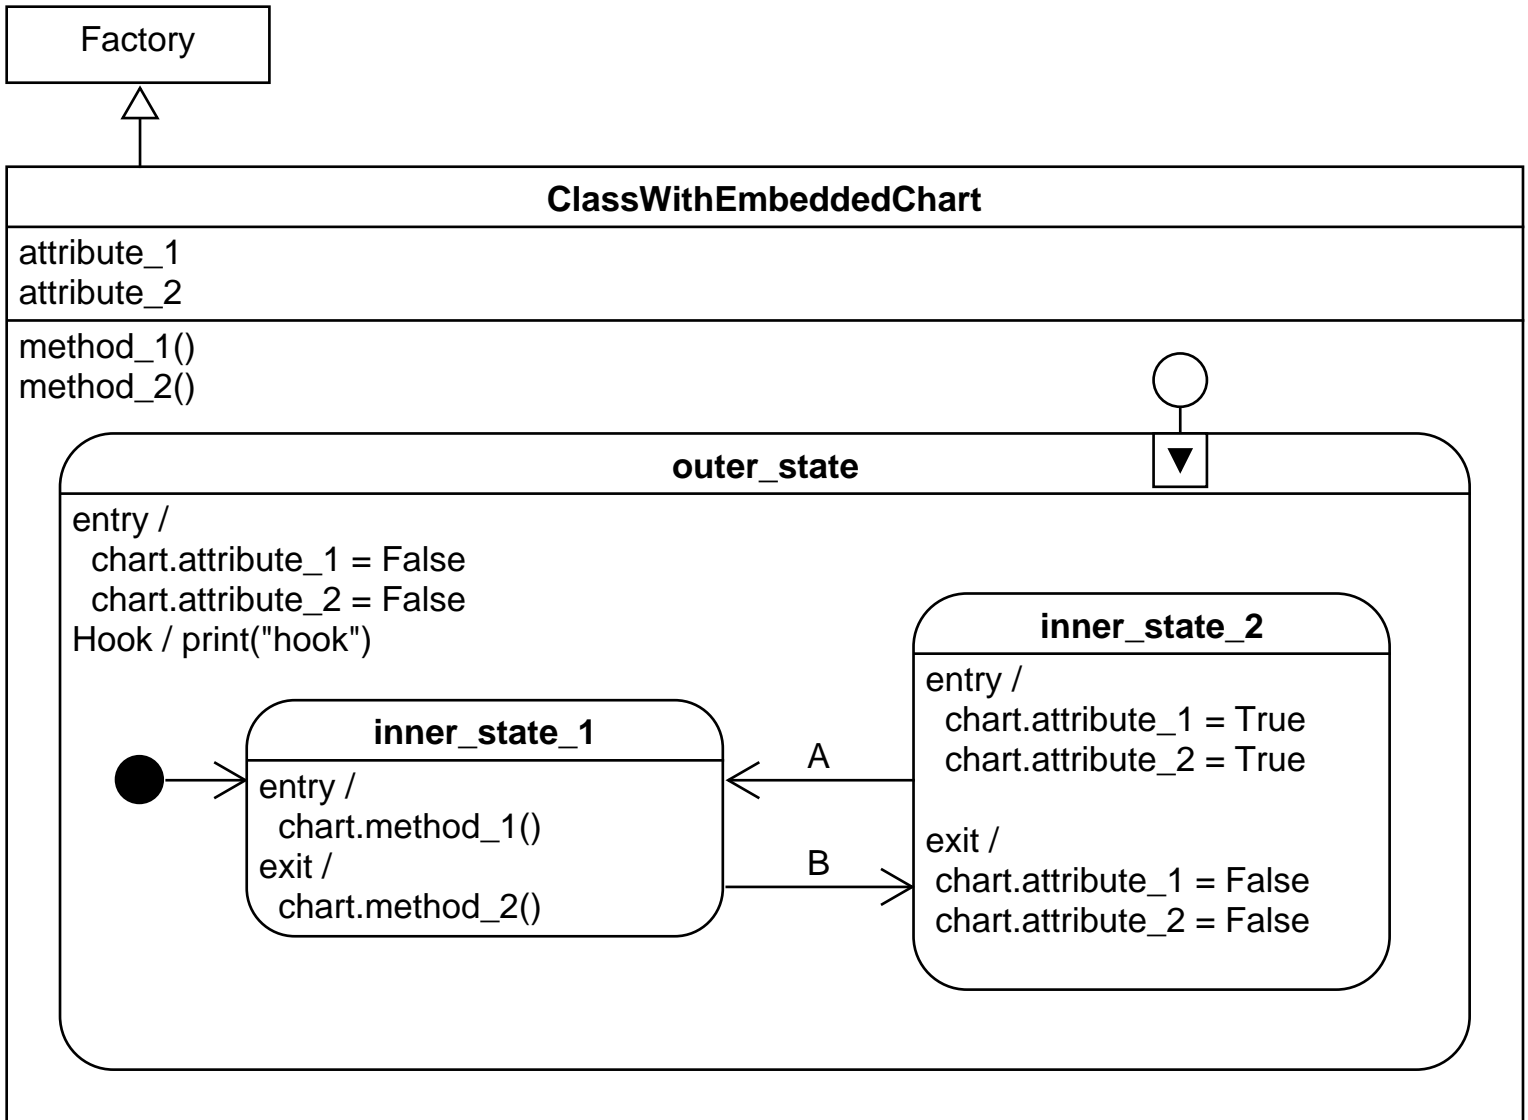 Factory
ClassWithEmbeddedChart
attribute_1
attribute_2
method_1()
method_2()
outer_state
entry /
chart.attribute_1 = False
chart.attribute_2 = False
Hook / print("hook")
inner_state_1
entry /
chart.method_1()
exit /
chart.method_2()
A
B
inner_state_2
entry /
chart.attribute_1 = True
chart.attribute_2 = True
exit /
chart.attribute_1 = False
chart.attribute_2 = False